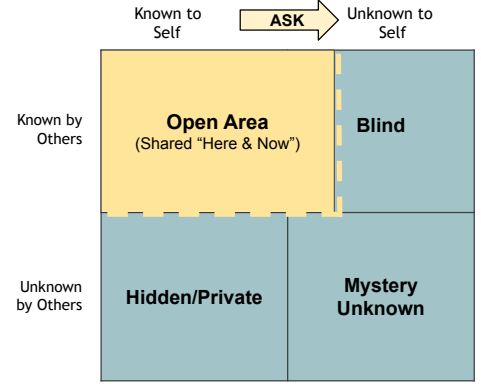 Known to
Self
ASK
Unknown to
Self
Known by
Others
Open Area
(Shared “Here & Now”)
Blind
Unknown
by Others
Hidden/Private
Mystery
Unknown